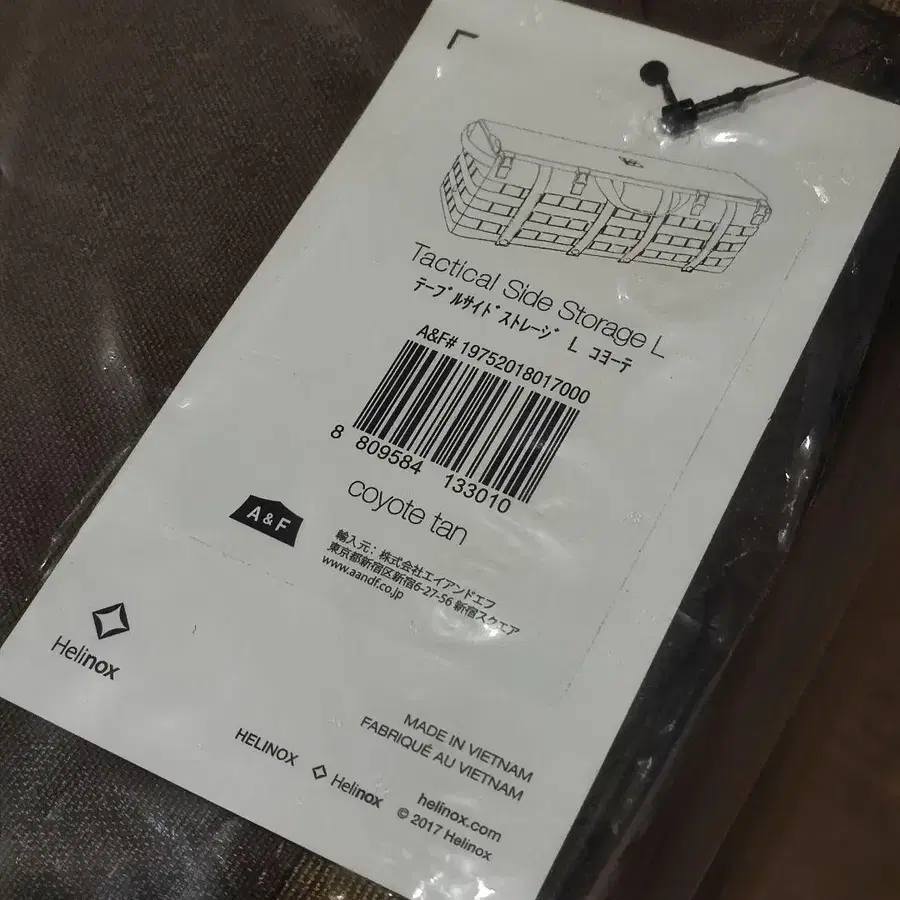 Tactical Side Storage L
ﾃｰﾌﾞﾙｻｲﾄﾞｽﾄﾚｰｼﾞ L ｺﾖｰﾃ
A&F# 19752018017000
8 809584 133010
coyote tan
A&F
輸入元：株式会社エイアンドエフ
東京都新宿区新宿6-27-56 新宿スクエア
www.aandf.co.jp
Helinox
MADE IN VIETNAM
FABRIQUÉ AU VIETNAM
HELINOX
Helinox
helinox.com
© 2017 Helinox